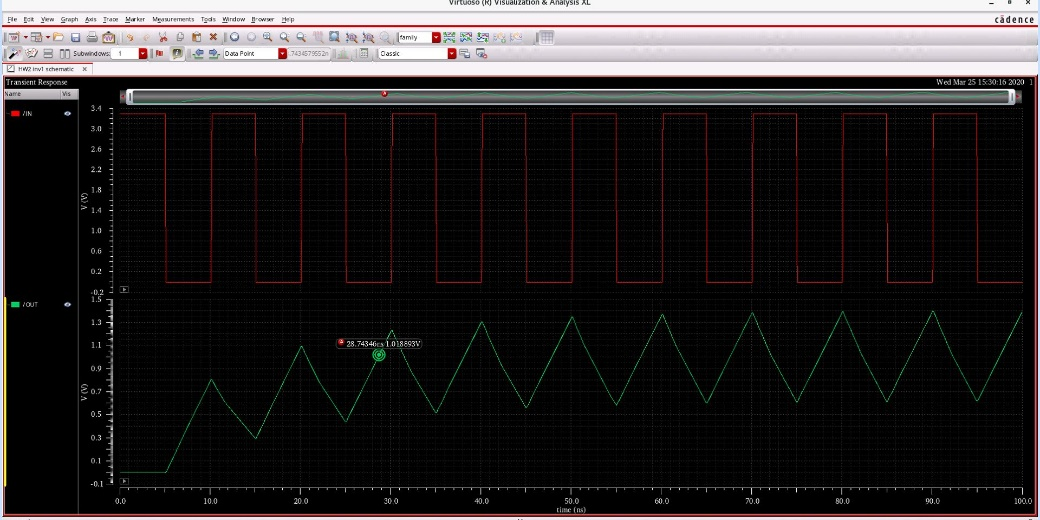 Virtuoso (R) Visualization & Analysis XL
File Edit View Graph Axis Trace Marker Measurements Tools Window Browser Help
cādence
family
Subwindows: 1
Data Point
Classic
HW2 inv1 schematic
Transient Response
Wed Mar 25 15:30:16 2020 1
Name Vis
/IN
3.4
3.0
2.6
2.2
1.8
1.4
1.0
0.6
0.2
-0.2
V (V)
/OUT
1.5
1.3
1.1
0.9
0.7
0.5
0.3
0.1
-0.1
V (V)
28.74346ns 1.018893V
0.0 10.0 20.0 30.0 40.0 50.0 60.0 70.0 80.0 90.0 100.0
time (ns)